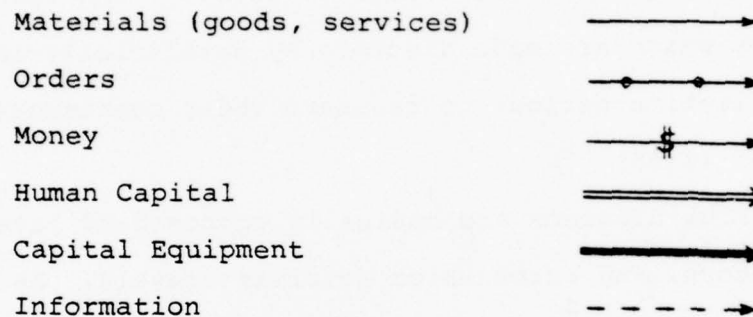 Materials (goods, services)
Orders
Money
$
Human Capital
Capital Equipment
Information